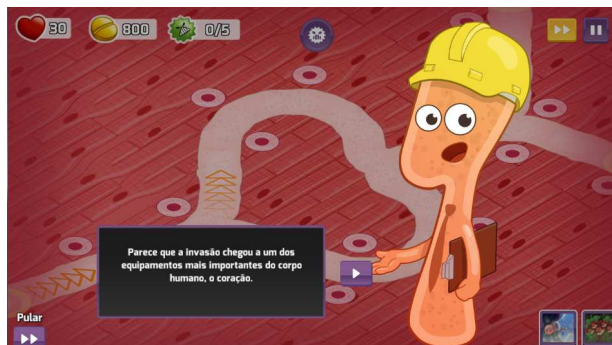 30
800
0/5
Parece que a invasão chegou a um dos
equipamentos mais importantes do corpo
humano, o coração.
Pular